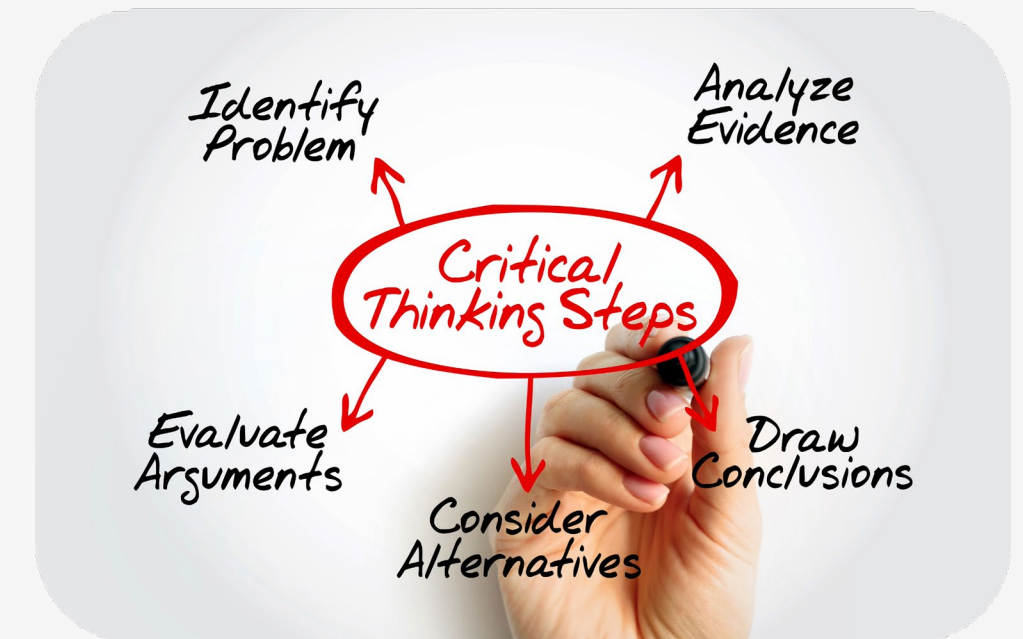 Identify
Problem
Analyze
Evidence
Critical
Thinking Steps
Evaluate
Arguments
Consider
Alternatives
Draw
Conclusions